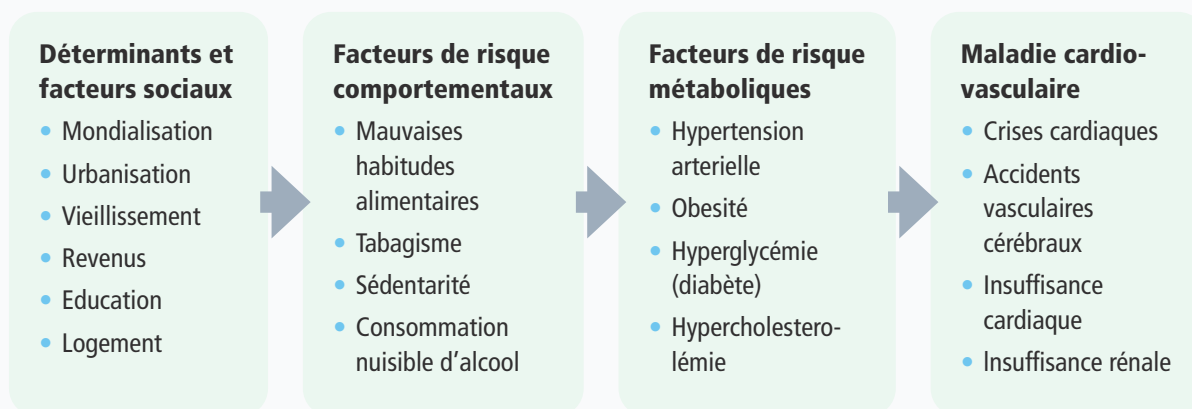 Déterminants et
facteurs sociaux
• Mondialisation
• Urbanisation
• Vieillissement
• Revenus
• Education
• Logement
Facteurs de risque
comportementaux
• Mauvaises
habitudes
alimentaires
• Tabagisme
• Sédentarité
• Consommation
nuisible d'alcool
Facteurs de risque
métaboliques
• Hypertension
arterielle
• Obesité
• Hyperglycémie
(diabète)
• Hypercholestero-
lémie
Maladie cardio-
vasculaire
• Crises cardiaques
• Accidents
vasculaires
cérébraux
• Insuffisance
cardiaque
• Insuffisance rénale